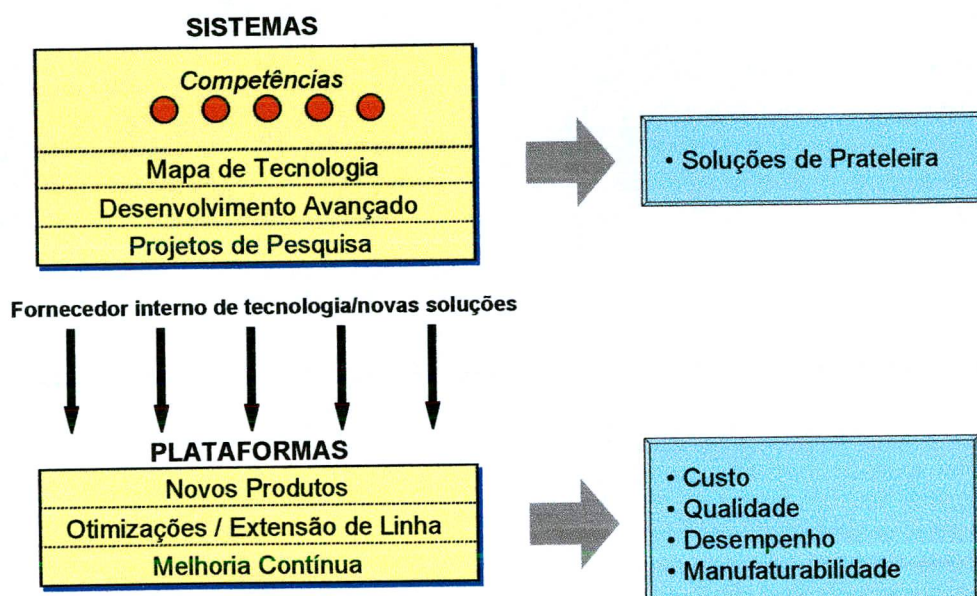 SISTEMAS
Competências
Mapa de Tecnologia
Desenvolvimento Avançado
Projetos de Pesquisa
• Soluções de Prateleira
Fornecedor interno de tecnologia/novas soluções
PLATAFORMAS
Novos Produtos
Otimizações / Extensão de Linha
Melhoria Contínua
• Custo
• Qualidade
• Desempenho
• Manufaturabilidade